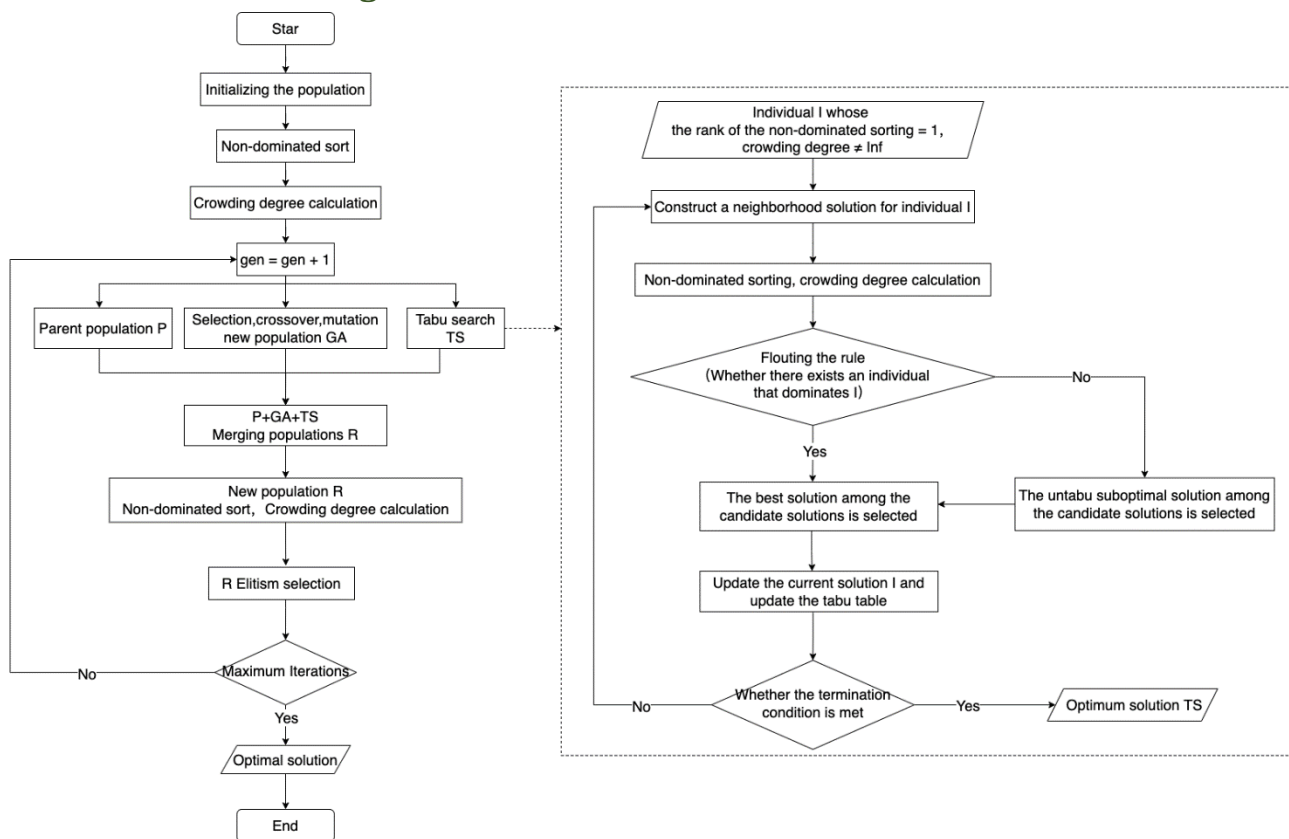 Star
Initializing the population
Non-dominated sort
Crowding degree calculation
gen = gen + 1
Parent population P
Selection,crossover,mutation
new population GA
Tabu search
TS
P+GA+TS
Merging populations R
New population R
Non-dominated sort, Crowding degree calculation
R Elitism selection
Maximum Iterations
No
Yes
Optimal solution
End
Individual I whose
the rank of the non-dominated sorting = 1,
crowding degree ≠ Inf
Construct a neighborhood solution for individual I
Non-dominated sorting, crowding degree calculation
Flouting the rule
(Whether there exists an individual
that dominates I)
No
Yes
The best solution among the
candidate solutions is selected
The untabu suboptimal solution among
the candidate solutions is selected
Update the current solution I and
update the tabu table
Whether the termination
condition is met
No
Yes
Optimum solution TS